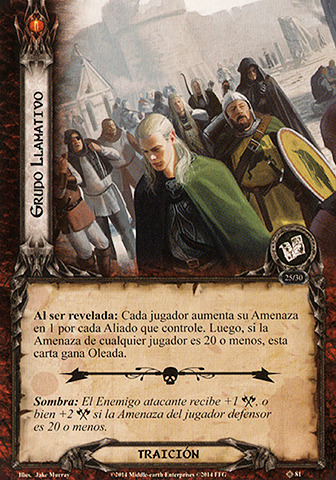 Grupo Llamativo
25/30
Al ser revelada: Cada jugador aumenta su Amenaza
en 1 por cada Aliado que controle. Luego, si la
Amenaza de cualquier jugador es 20 o menos, esta
carta gana Oleada.
Sombra: El Enemigo atacante recibe +1 , o
bien +2 si la Amenaza del jugador defensor
es 20 o menos.
TRAICIÓN
Illus. Jake Murray ©2014 Middle-earth Enterprises ©2014 FFG 81